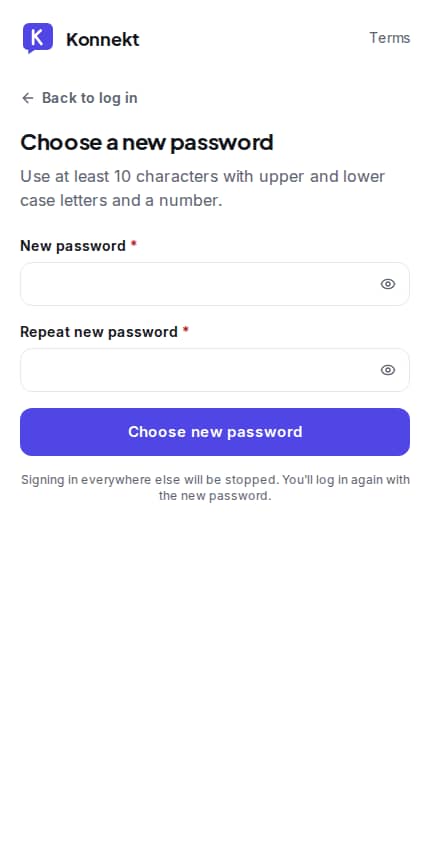 Konnekt
Terms
← Back to log in
Choose a new password
Use at least 10 characters with upper and lower
case letters and a number.
New password *
Repeat new password *
Choose new password
Signing in everywhere else will be stopped. You'll log in again with
the new password.